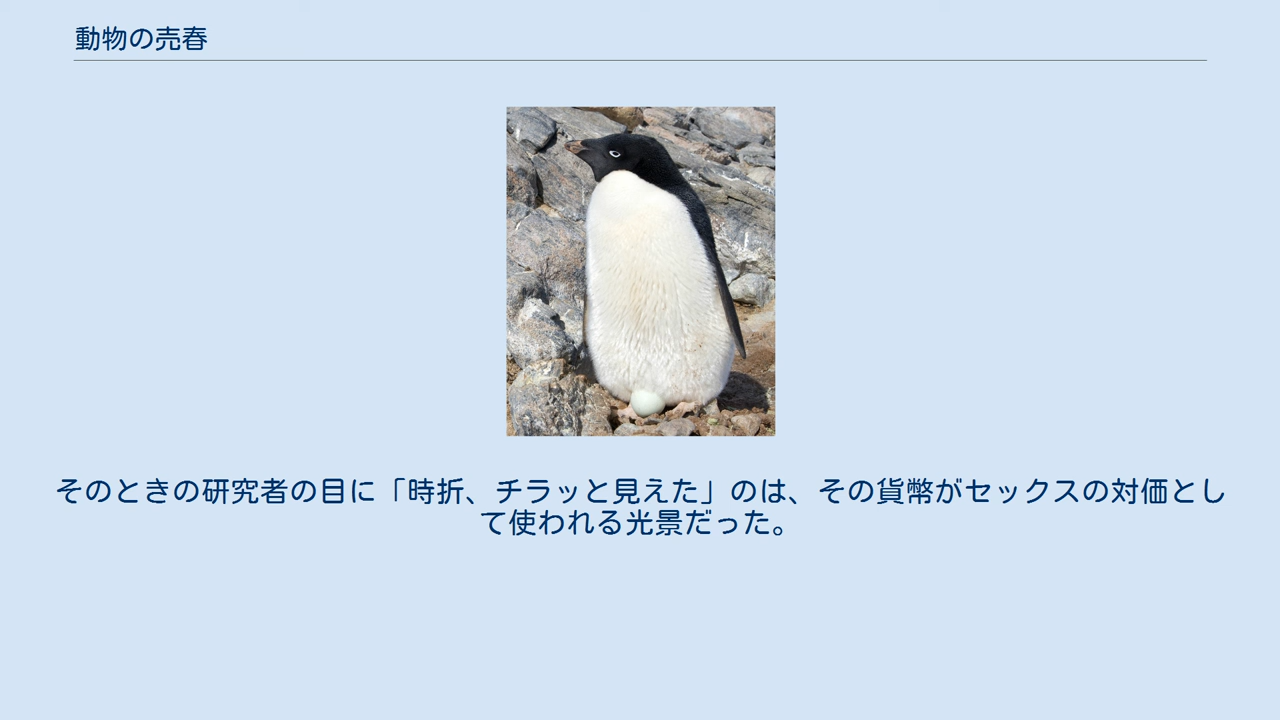 動物の売春
そのときの研究者の目に「時折、チラッと見えた」のは、その貨幣がセックスの対価とし
て使われる光景だった。